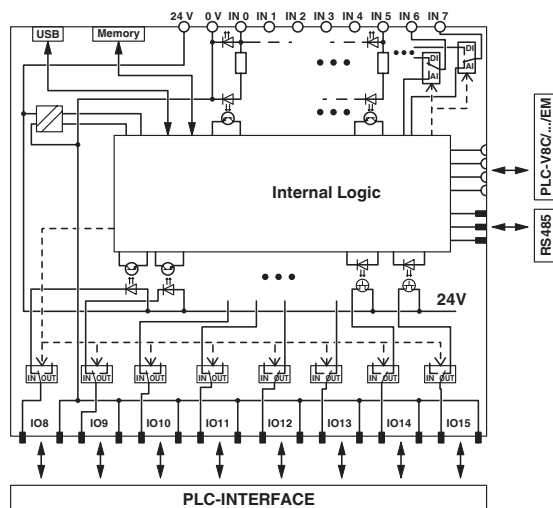 24 V 0 V IN 0 IN 1 IN 2 IN 3 IN 4 IN 5 IN 6 IN 7
USB
Memory
DI
AI
DI
AI
PLC-V8C/.../EM
Internal Logic
RS485
24V
IN OUT IN OUT IN OUT IN OUT IN OUT IN OUT IN OUT IN OUT
IO8 IO9 IO10 IO11 IO12 IO13 IO14 IO15
PLC-INTERFACE